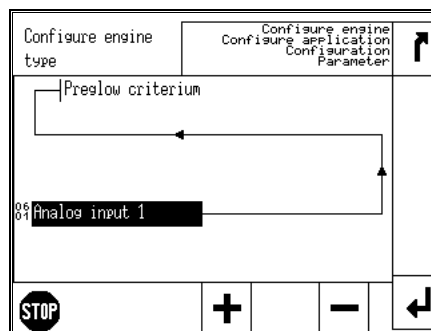 Configure engine
type
Configure engine
Configure application
Configuration
Parameter
Preglow criterium
06
01
Analog input 1
STOP
+
−